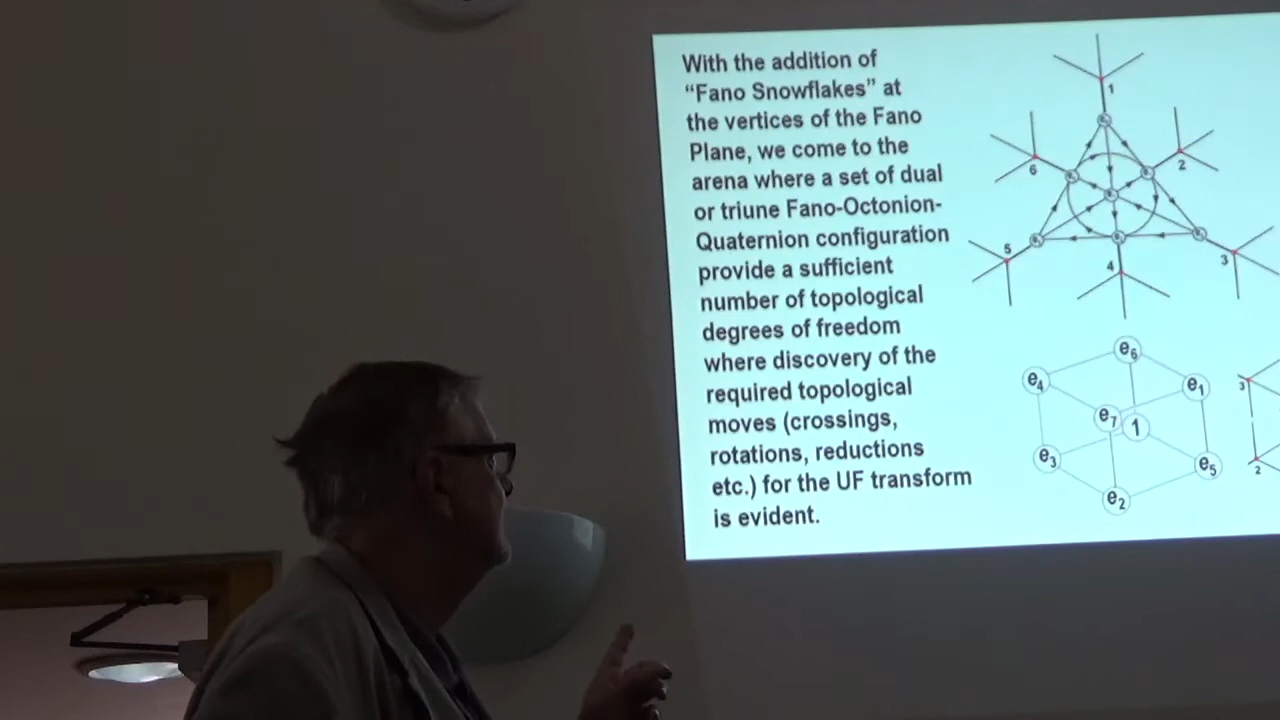 With the addition of
“Fano Snowflakes” at
the vertices of the Fano
Plane, we come to the
arena where a set of dual
or triune Fano-Octonion-
Quaternion configuration
provide a sufficient
number of topological
degrees of freedom
where discovery of the
required topological
moves (crossings,
rotations, reductions
etc.) for the UF transform
is evident.
1
6
2
5
4
3
e₆
e₄
e₁
e₇
1
e₃
e₅
e₂
3
2